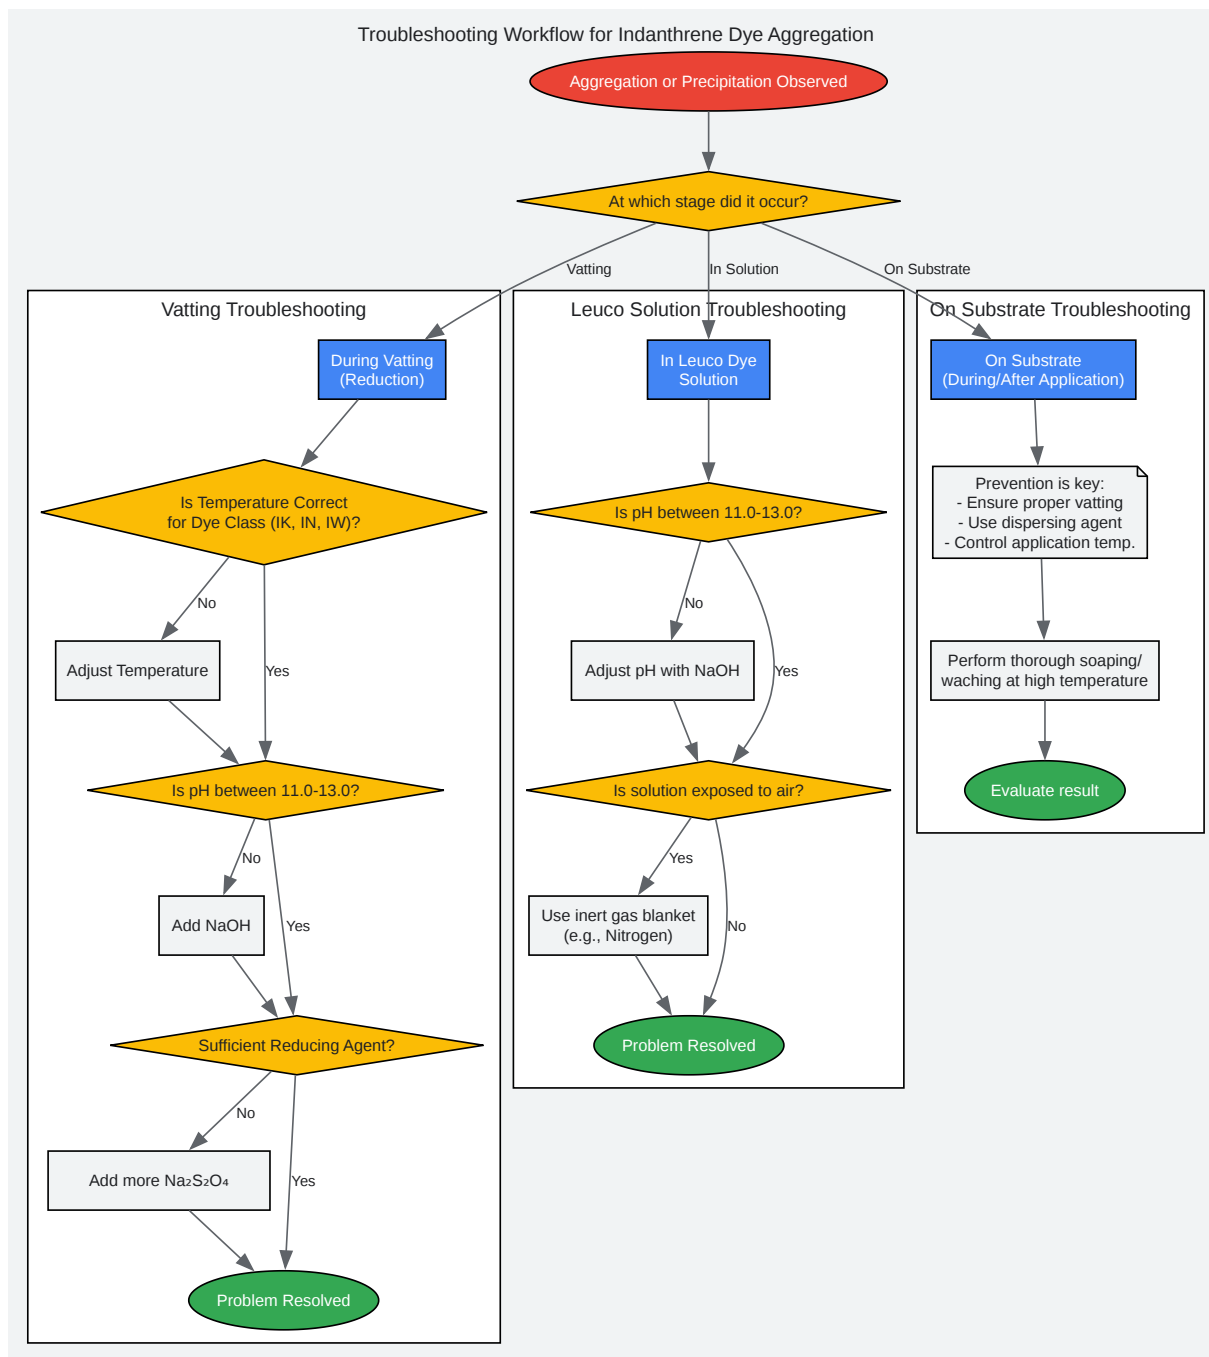 Troubleshooting Workflow for Indanthrene Dye Aggregation
Aggregation or Precipitation Observed
At which stage did it occur?
Vatting
In Solution
On Substrate
Vatting Troubleshooting
During Vatting
(Reduction)
Is Temperature Correct
for Dye Class (IK, IN, IW)?
No
Yes
Adjust Temperature
Is pH between 11.0-13.0?
No
Yes
Add NaOH
Sufficient Reducing Agent?
No
Yes
Add more Na₂S₂O₄
Problem Resolved
Leuco Solution Troubleshooting
In Leuco Dye
Solution
Is pH between 11.0-13.0?
No
Yes
Adjust pH with NaOH
Is solution exposed to air?
Yes
No
Use inert gas blanket
(e.g., Nitrogen)
Problem Resolved
On Substrate Troubleshooting
On Substrate
(During/After Application)
Prevention is key:
- Ensure proper vatting
- Use dispersing agent
- Control application temp.
Perform thorough soaping/
waching at high temperature
Evaluate result